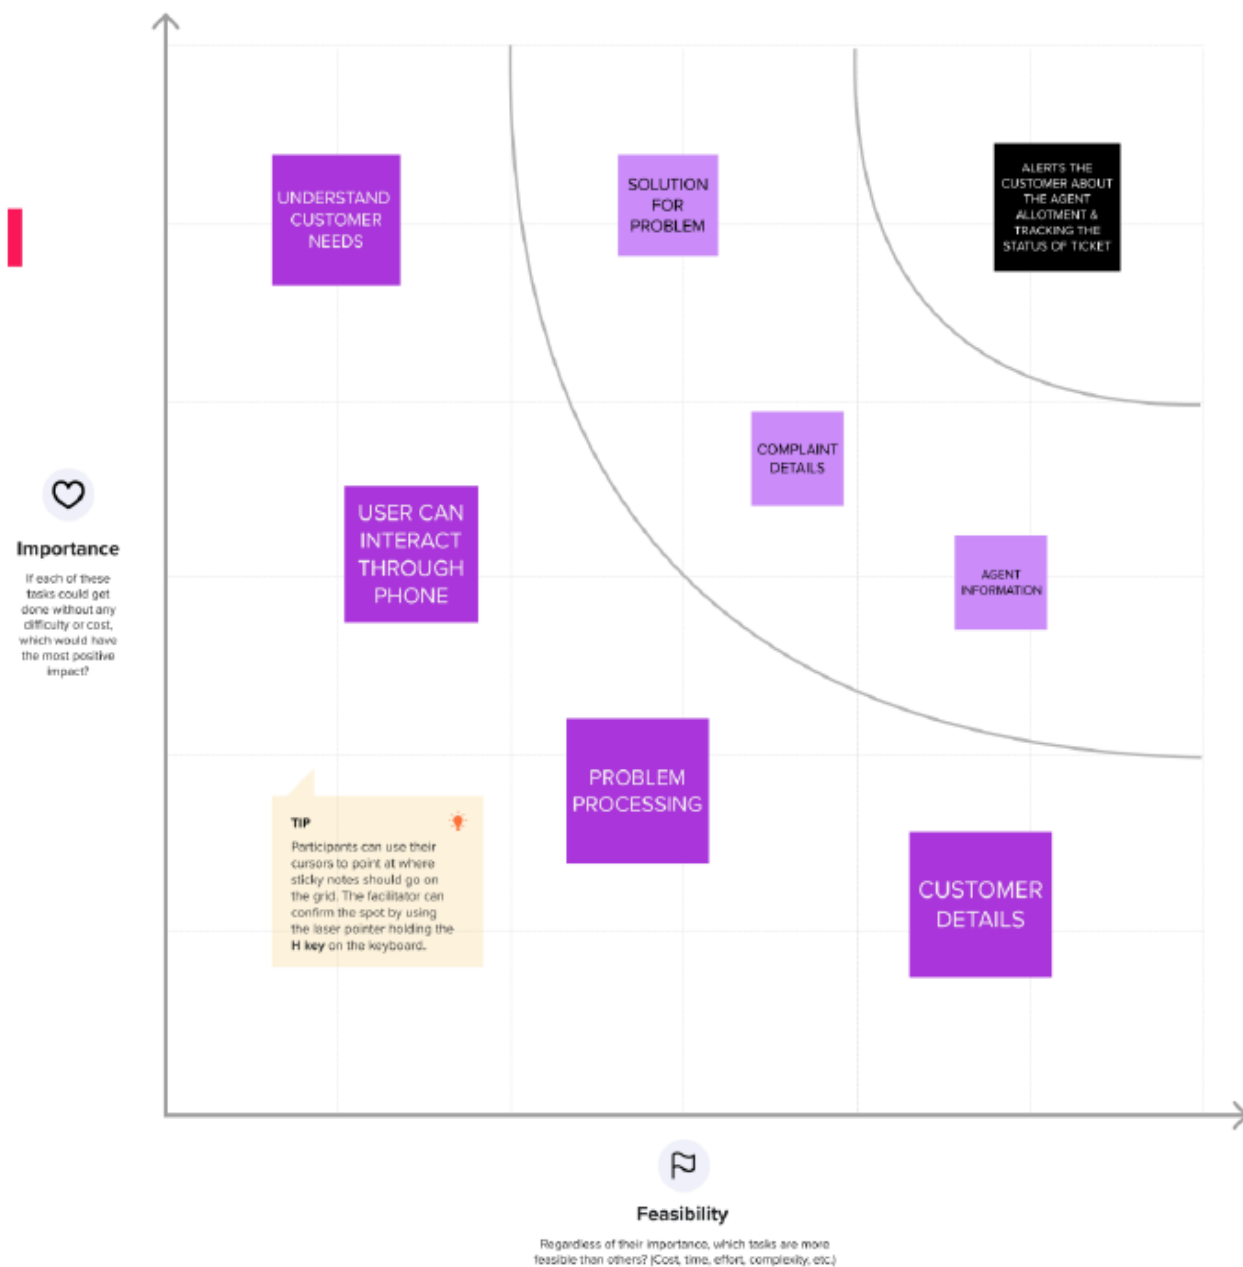 UNDERSTAND
CUSTOMER
NEEDS
SOLUTION
FOR
PROBLEM
ALERTS THE
CUSTOMER ABOUT
THE AGENT
ALLOTMENT &
TRACKING THE
STATUS OF TICKET
COMPLAINT
DETAILS
USER CAN
INTERACT
THROUGH
PHONE
AGENT
INFORMATION
Importance
If each of these
tasks could get
done without any
difficulty or cost,
which would have
the most positive
impact?
PROBLEM
PROCESSING
TIP
Participants can use their
cursors to point at where
sticky notes should go on
the grid. The facilitator can
confirm the spot by using
the laser pointer holding the
H key on the keyboard.
CUSTOMER
DETAILS
Feasibility
Regardless of their importance, which tasks are more
feasible than others? (Cost, time, effort, complexity, etc.)